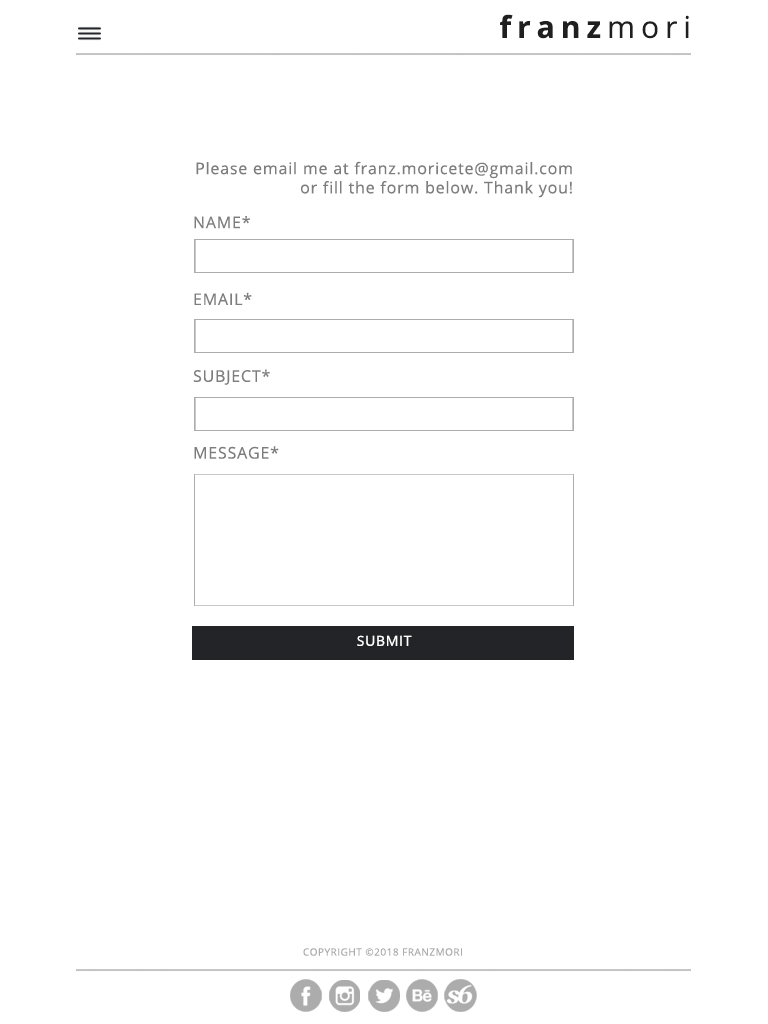 franzmori
Please email me at franz.moricete@gmail.com
or fill the form below. Thank you!
NAME*
EMAIL*
SUBJECT*
MESSAGE*
SUBMIT
COPYRIGHT ©2018 FRANZMORI
f Bē s6